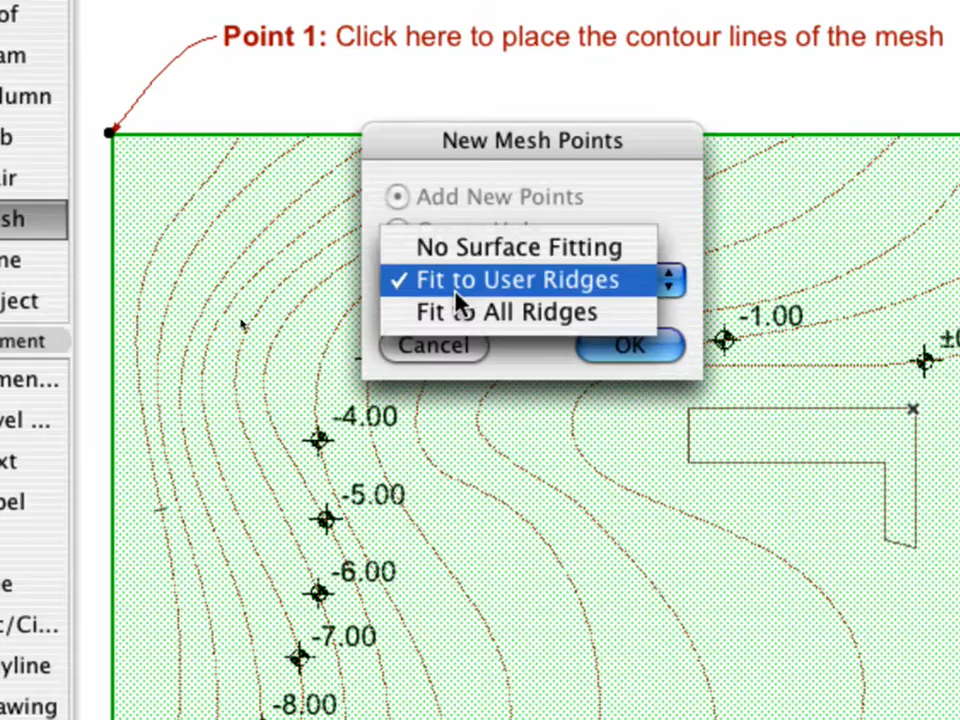 of
Point 1: Click here to place the contour lines of the mesh
am
lumn
b
ir
sh
ne
ject
ment
men...
vel ...
xt
bel
e
c/Ci...
yline
awing
New Mesh Points
Add New Points
No Surface Fitting
✓ Fit to User Ridges
Fit to All Ridges
Cancel
OK
-1.00
-4.00
-5.00
-6.00
-7.00
-8.00